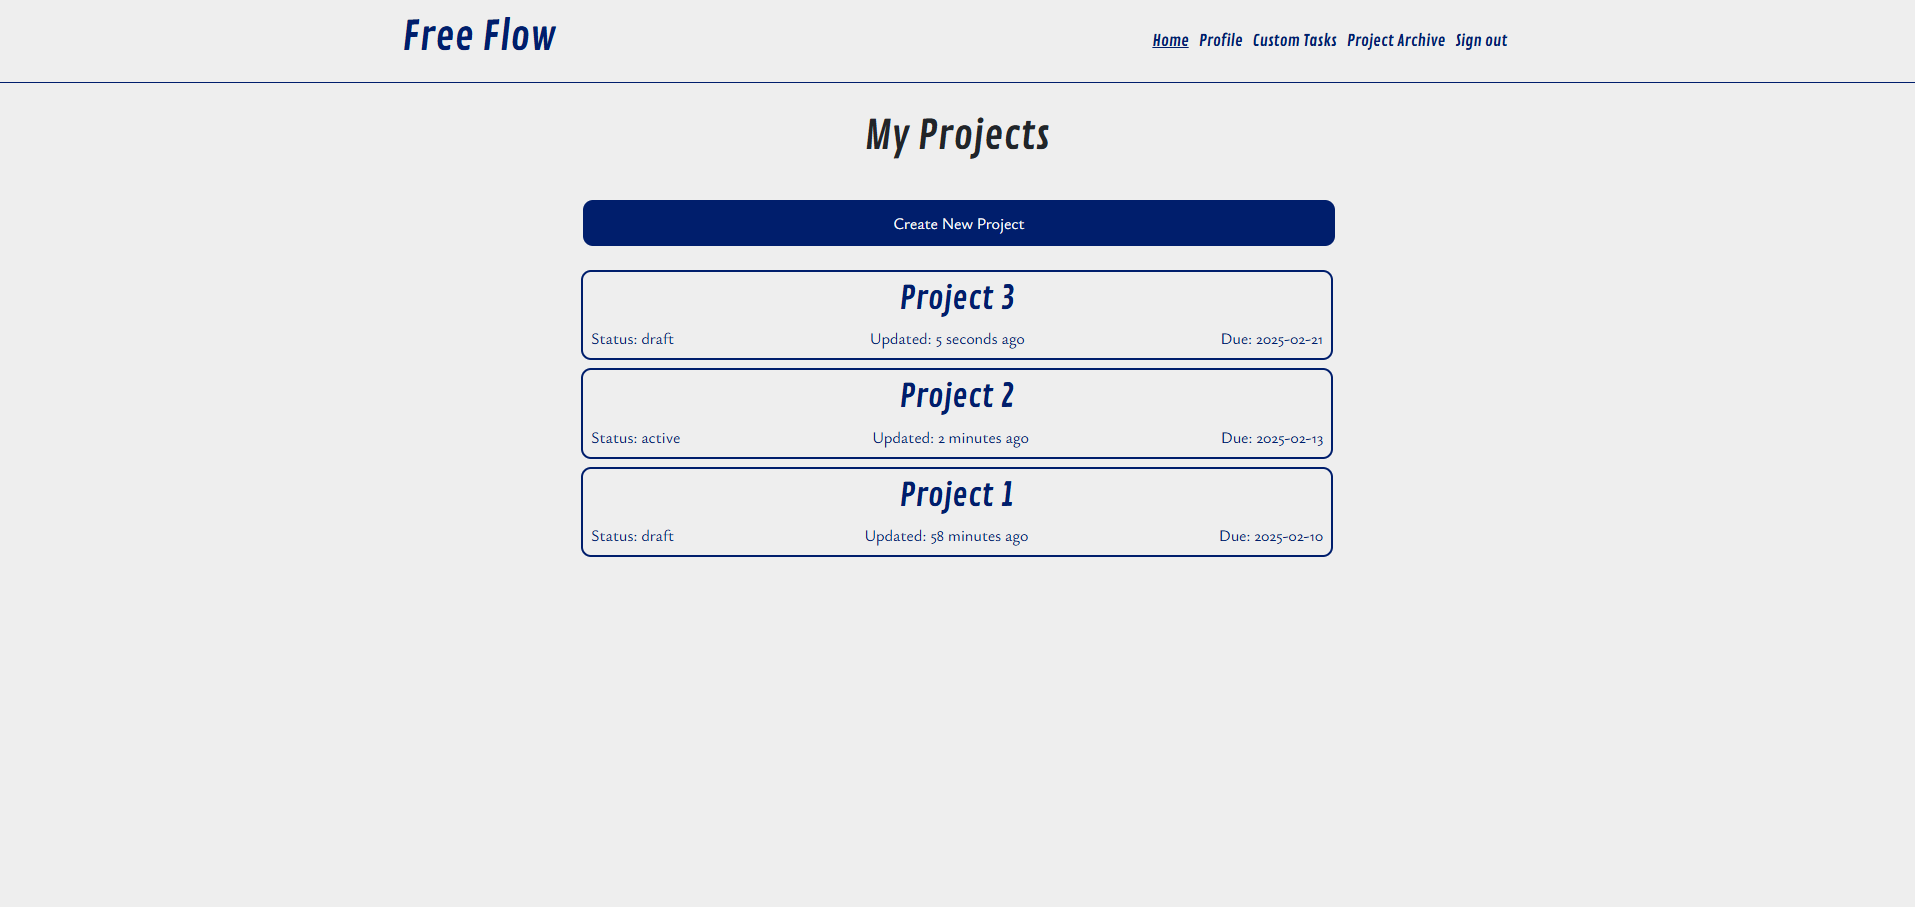 Free Flow
Home Profile Custom Tasks Project Archive Sign out
My Projects
Create New Project
Project 3
Status: draft Updated: 5 seconds ago Due: 2025-02-21
Project 2
Status: active Updated: 2 minutes ago Due: 2025-02-13
Project 1
Status: draft Updated: 58 minutes ago Due: 2025-02-10